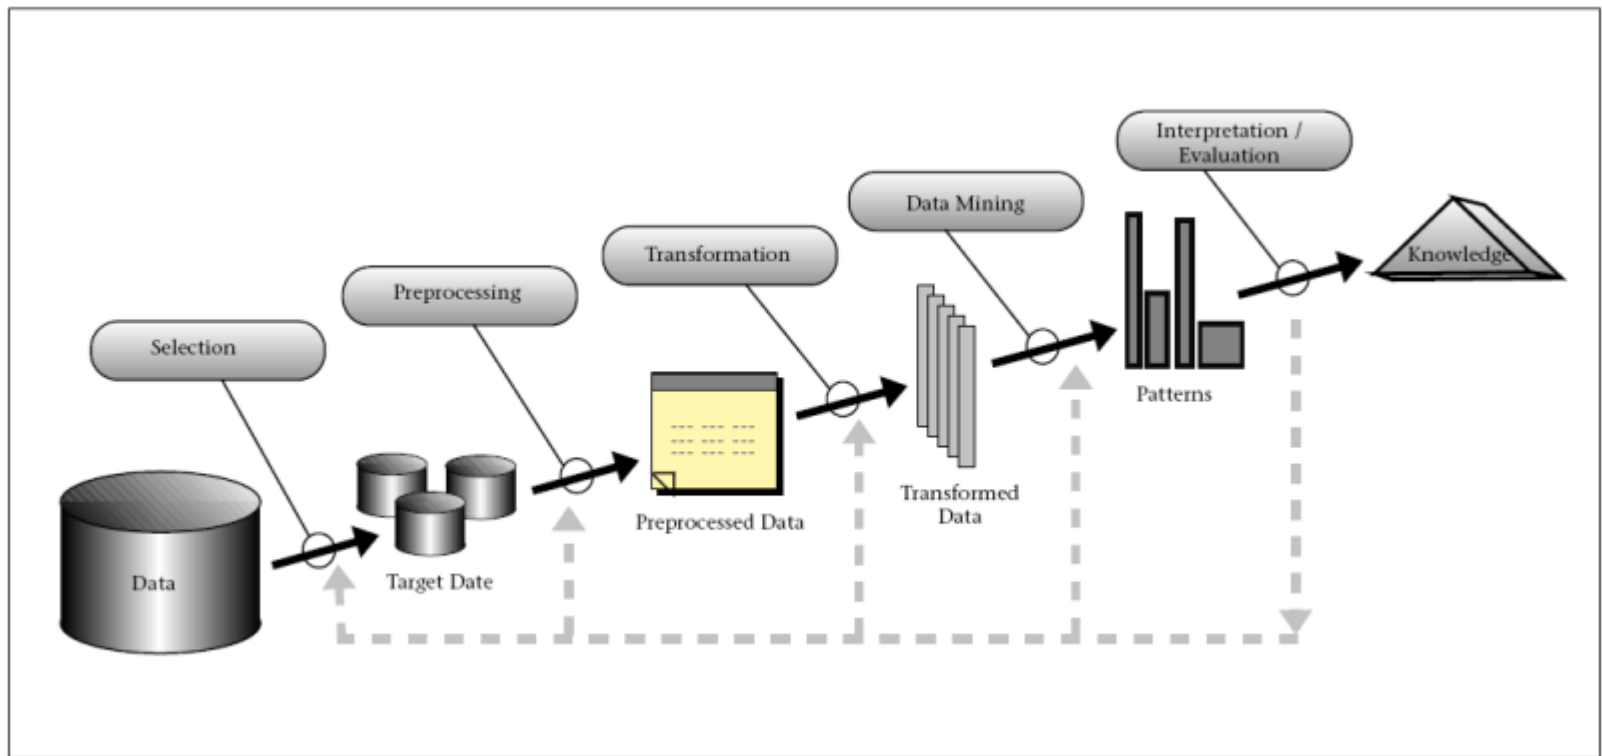 Interpretation /
Evaluation
Data Mining
Transformation
Preprocessing
Selection
Knowledge
Patterns
Transformed
Data
Preprocessed Data
Target Date
Data